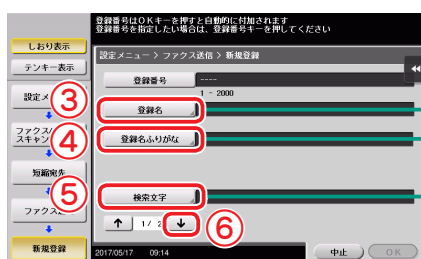 登録番号はＯＫキーを押すと自動的に付加されます
登録番号を指定したい場合は、登録番号キーを押してください
しおり表示
テンキー表示
設定メニュー > ファクス送信 > 新規登録
登録番号
----
1 - 2000
設定メ
③
登録名
ファクス/
スキャン
④
登録名ふりがな
短縮宛先
⑤
検索文字
ファクス
↑
1/ 2
↓
⑥
新規登録
2017/05/17 09:14
中止
ＯＫ